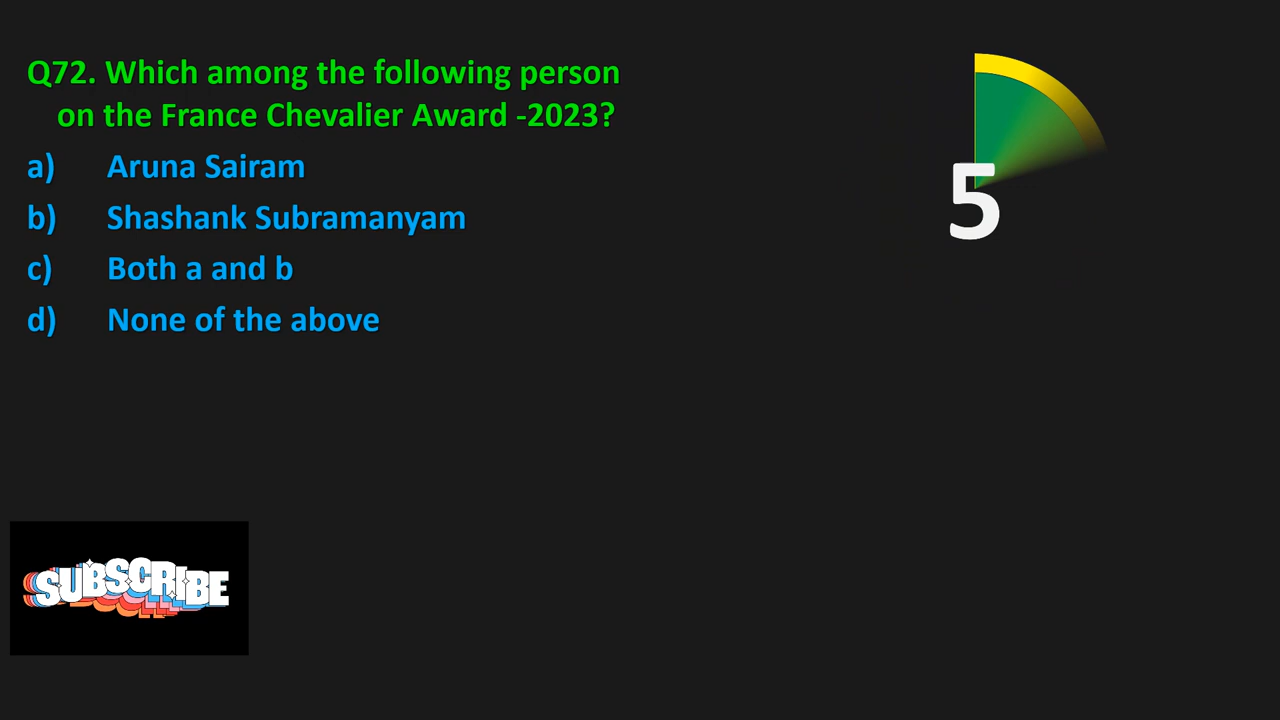 Q72. Which among the following person
on the France Chevalier Award -2023?
a) Aruna Sairam
b) Shashank Subramanyam
c) Both a and b
d) None of the above
5
SUBSCRIBE